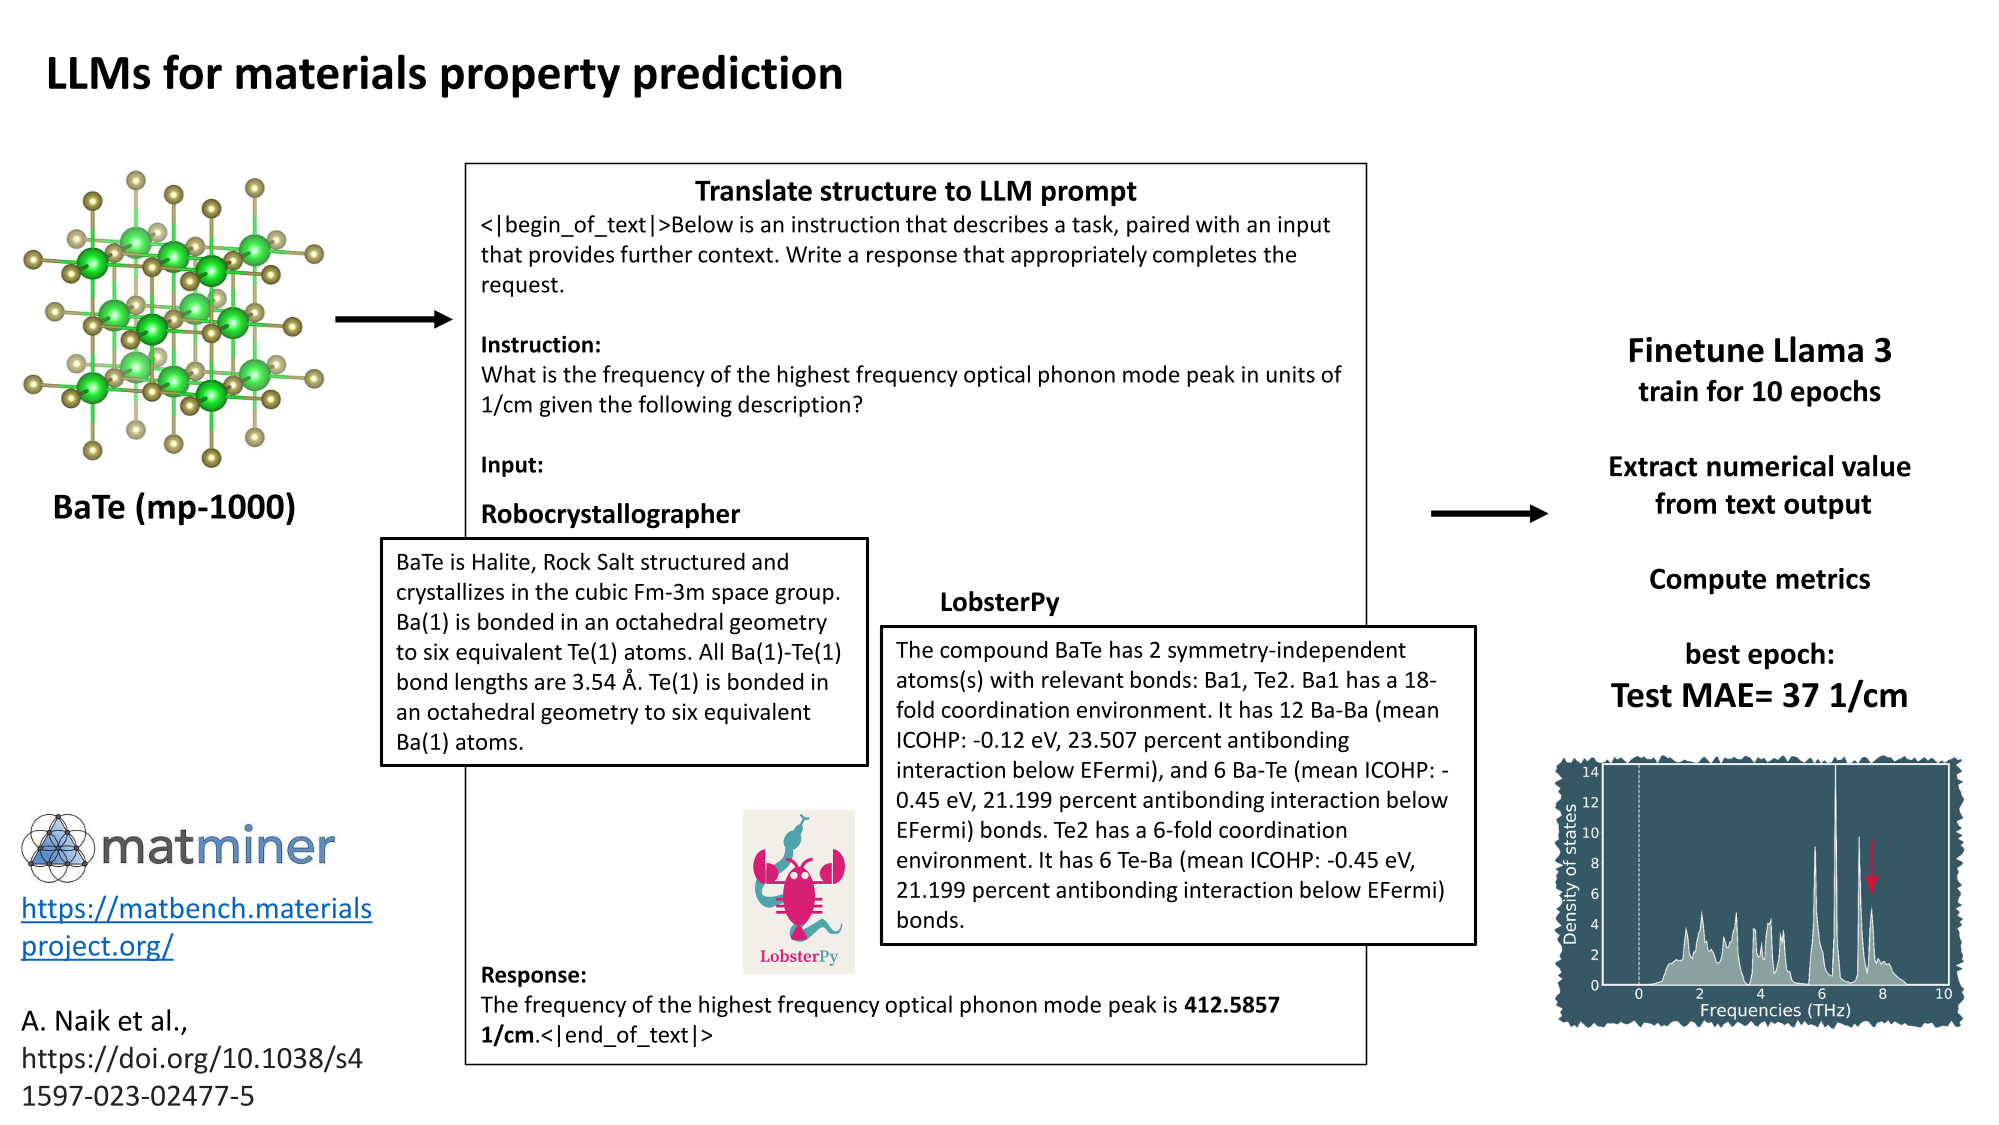 LLMs for materials property prediction
BaTe (mp-1000)
Translate structure to LLM prompt
<|begin_of_text|>Below is an instruction that describes a task, paired with an input
that provides further context. Write a response that appropriately completes the
request.
Instruction:
What is the frequency of the highest frequency optical phonon mode peak in units of
1/cm given the following description?
Input:
Robocrystallographer
BaTe is Halite, Rock Salt structured and
crystallizes in the cubic Fm-3m space group.
Ba(1) is bonded in an octahedral geometry
to six equivalent Te(1) atoms. All Ba(1)-Te(1)
bond lengths are 3.54 Å. Te(1) is bonded in
an octahedral geometry to six equivalent
Ba(1) atoms.
LobsterPy
The compound BaTe has 2 symmetry-independent
atoms(s) with relevant bonds: Ba1, Te2. Ba1 has a 18-
fold coordination environment. It has 12 Ba-Ba (mean
ICOHP: -0.12 eV, 23.507 percent antibonding
interaction below EFermi), and 6 Ba-Te (mean ICOHP: -
0.45 eV, 21.199 percent antibonding interaction below
EFermi) bonds. Te2 has a 6-fold coordination
environment. It has 6 Te-Ba (mean ICOHP: -0.45 eV,
21.199 percent antibonding interaction below EFermi)
bonds.
LobsterPy
Response:
The frequency of the highest frequency optical phonon mode peak is 412.5857
1/cm.<|end_of_text|>
matminer
https://matbench.materials
project.org/
A. Naik et al.,
https://doi.org/10.1038/s4
1597-023-02477-5
Finetune Llama 3
train for 10 epochs
Extract numerical value
from text output
Compute metrics
best epoch:
Test MAE= 37 1/cm
Density of states
14
12
10
8
6
4
2
0
0 2 4 6 8 10
Frequencies (THz)